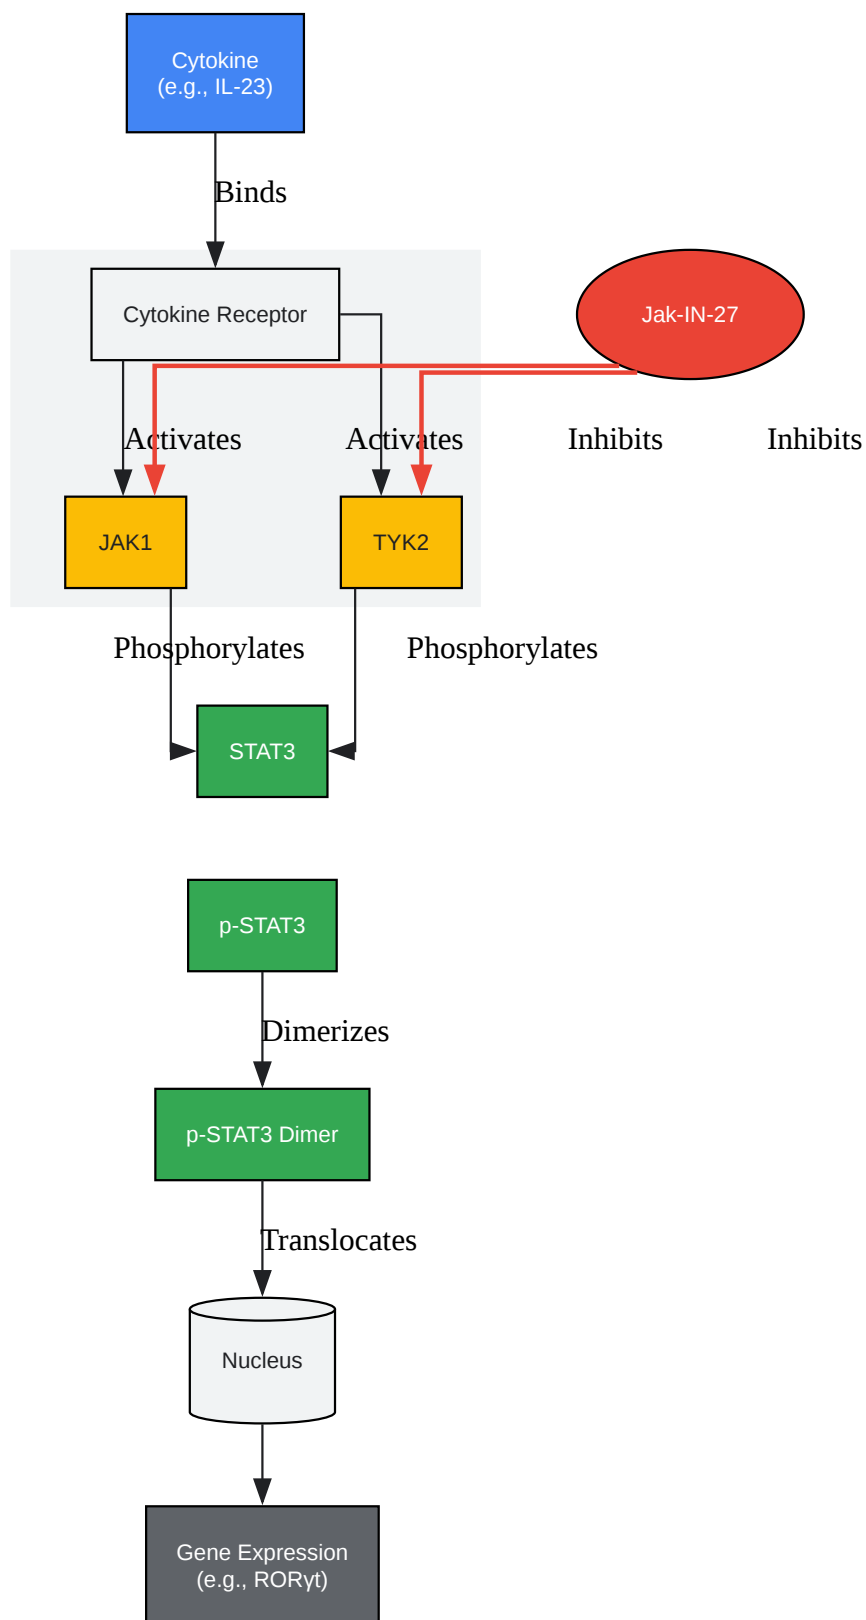 Cytokine
(e.g., IL-23)
Binds
Cytokine Receptor
Jak-IN-27
Activates
Activates
Inhibits
Inhibits
JAK1
TYK2
Phosphorylates
Phosphorylates
STAT3
p-STAT3
Dimerizes
p-STAT3 Dimer
Translocates
Nucleus
Gene Expression
(e.g., RORγt)